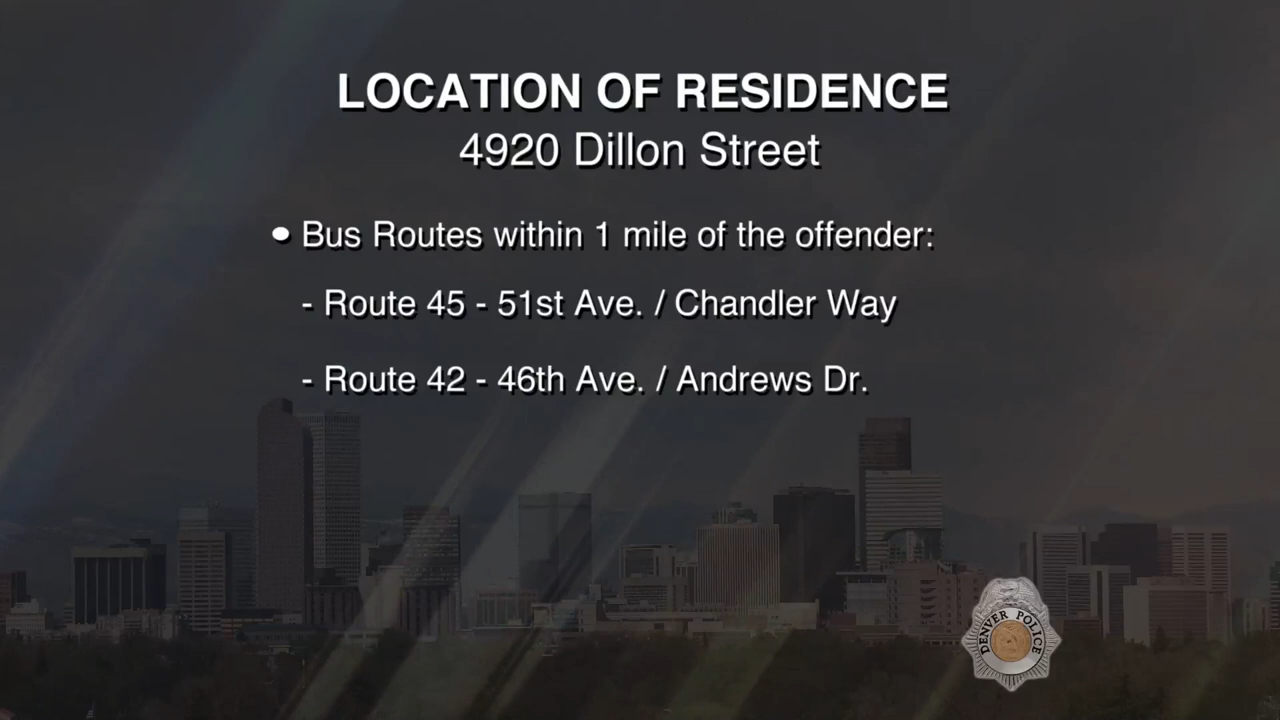 LOCATION OF RESIDENCE
4920 Dillon Street
• Bus Routes within 1 mile of the offender:
- Route 45 - 51st Ave. / Chandler Way
- Route 42 - 46th Ave. / Andrews Dr.
DENVER POLICE